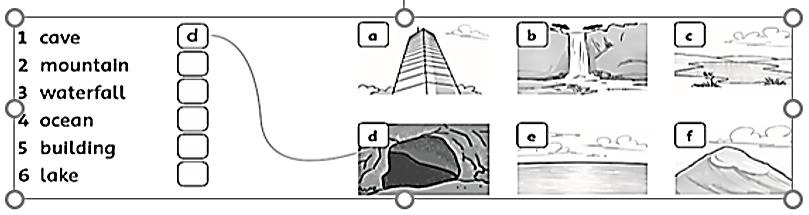 1 cave d
2 mountain
3 waterfall
4 ocean
5 building
6 lake
a b c
d e f